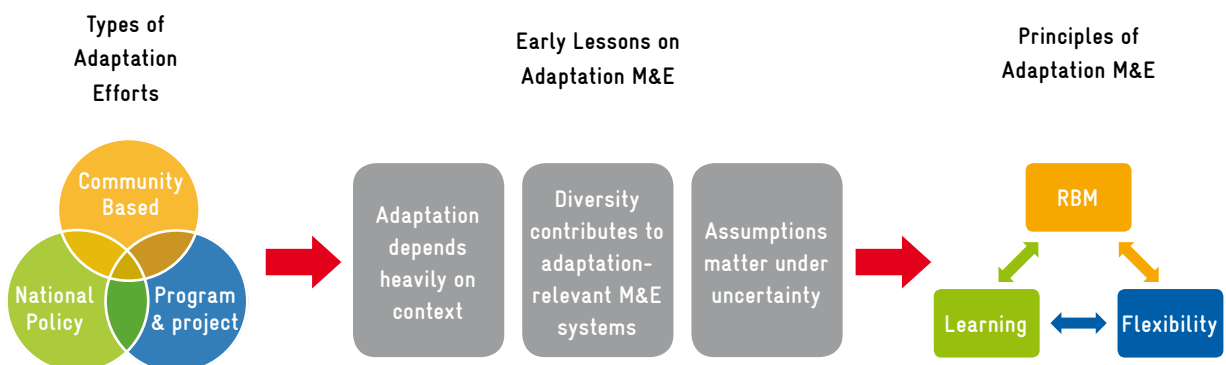 Types of
Adaptation
Efforts
Early Lessons on
Adaptation M&E
Principles of
Adaptation M&E
Community
Based
National
Policy
Program
& project
Adaptation
depends
heavily on
context
Diversity
contributes to
adaptation-
relevant M&E
systems
Assumptions
matter under
uncertainty
RBM
Learning
Flexibility